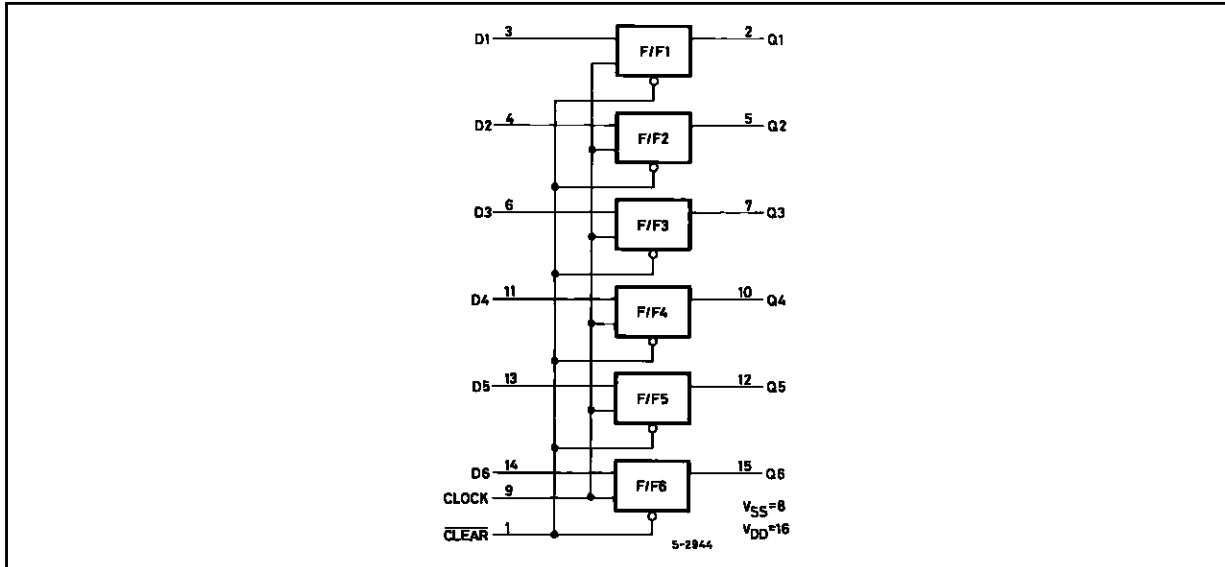 D1 3 F/F1 2 Q1
D2 4 F/F2 5 Q2
D3 6 F/F3 7 Q3
D4 11 F/F4 10 Q4
D5 13 F/F5 12 Q5
D6 14 F/F6 15 Q6
CLOCK 9
VSS=8
CLEAR 1
VDD=16
5-2944